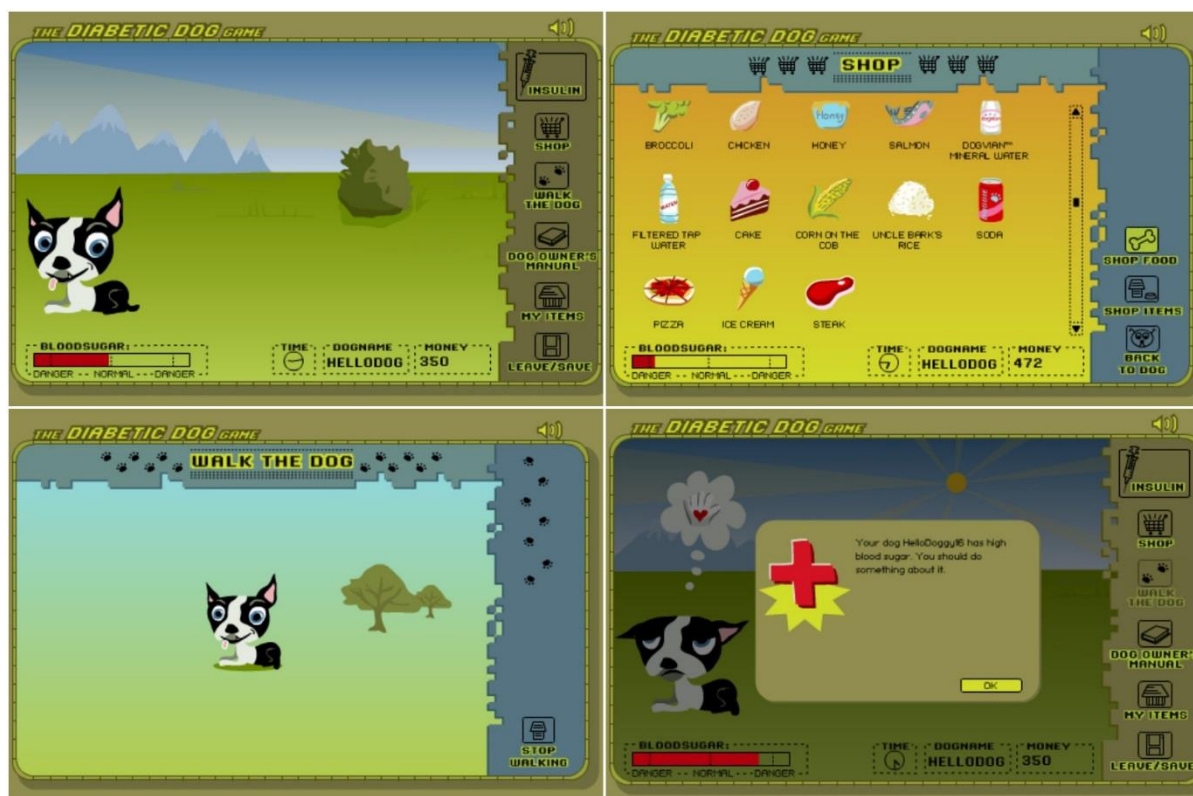 THE DIABETIC DOG GAME
INSULIN
SHOP
WALK
THE DOG
DOG OWNER'S
MANUAL
MY ITEMS
LEAVE/SAVE
BLOODSUGAR:
DANGER -- NORMAL -- DANGER
TIME:
DOGNAME
HELLODOG
MONEY
350
THE DIABETIC DOG GAME
SHOP
BROCCOLI
CHICKEN
Honey
HONEY
SALMON
DOGVIAN™
MINERAL WATER
WATER
FILTERED TAP
WATER
CAKE
CORN ON THE
COB
UNCLE BARK'S
RICE
SODA
PIZZA
ICE CREAM
STEAK
SHOP FOOD
SHOP ITEMS
BACK
TO DOG
BLOODSUGAR:
DANGER -- NORMAL -- DANGER
TIME:
DOGNAME
HELLODOG
MONEY
472
THE DIABETIC DOG GAME
WALK THE DOG
STOP
WALKING
THE DIABETIC DOG GAME
Your dog HelloDoggy16 has high
blood sugar. You should do
something about it.
OK
INSULIN
SHOP
WALK
THE DOG
DOG OWNER'S
MANUAL
MY ITEMS
LEAVE/SAVE
BLOODSUGAR:
DANGER -- NORMAL -- DANGER
TIME:
DOGNAME
HELLODOG
MONEY
350